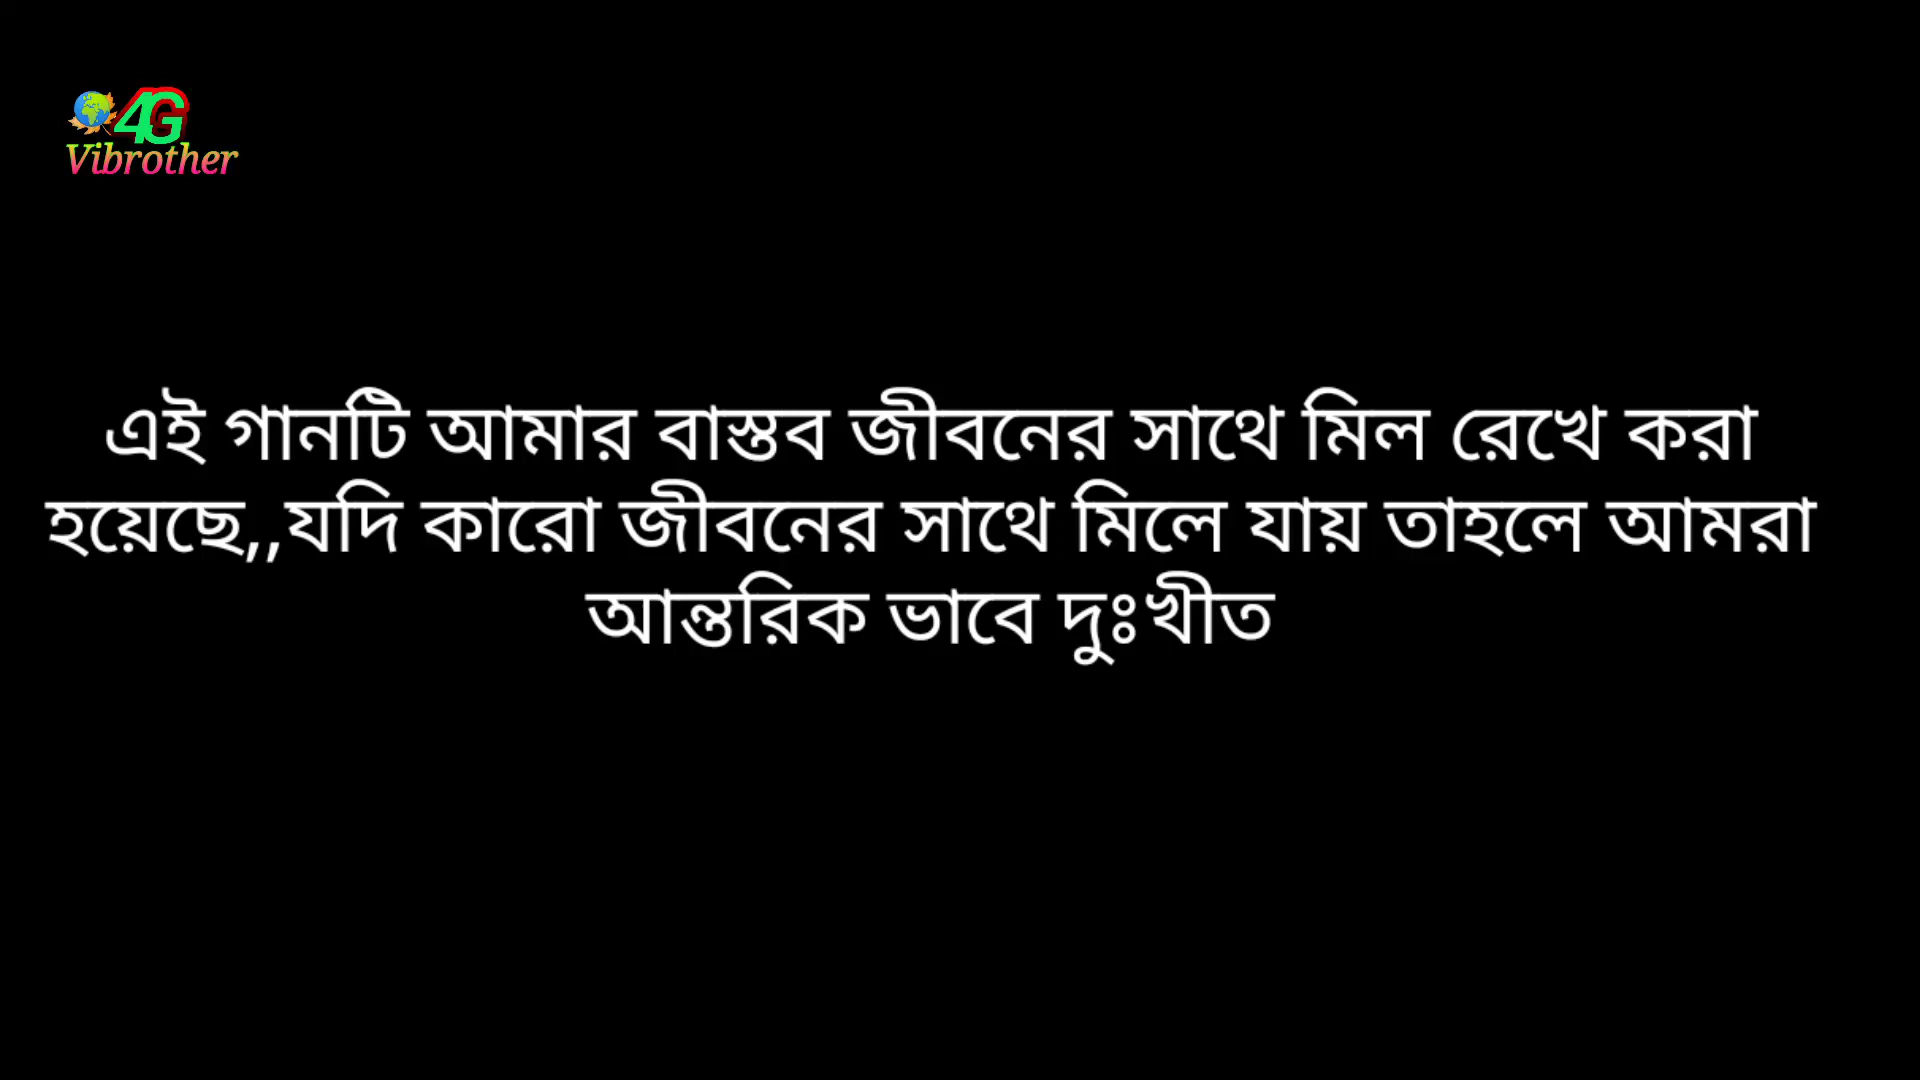 4G
Vibrother
এই গানটি আমার বাস্তব জীবনের সাথে মিল রেখে করা
হয়েছে,,যদি কারো জীবনের সাথে মিলে যায় তাহলে আমরা
আন্তরিক ভাবে দুঃখীত